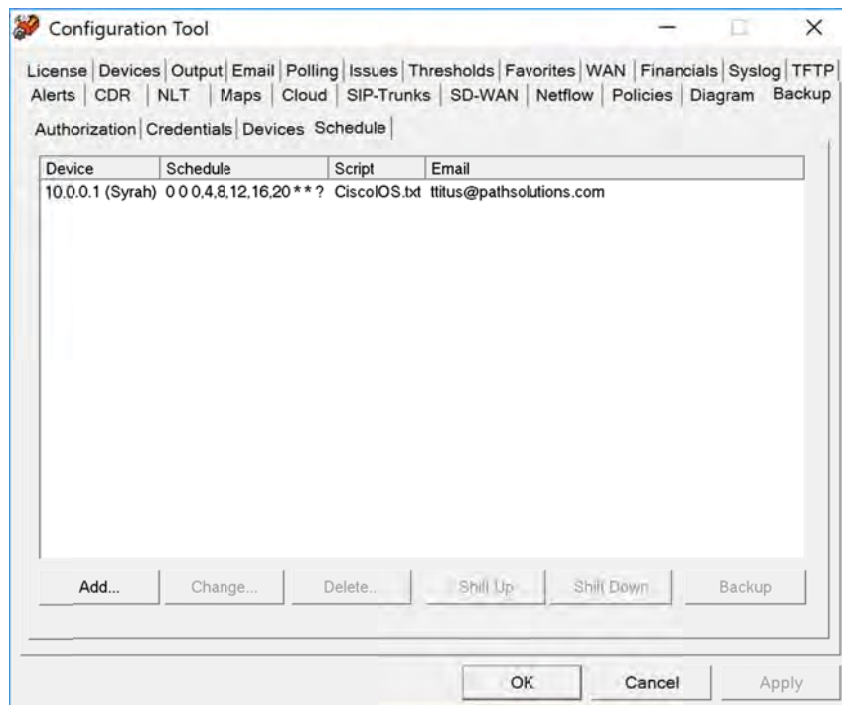 Configuration Tool
License Devices Output Email Polling Issues Thresholds Favorites WAN Financials Syslog TFTP
Alerts CDR NLT Maps Cloud SIP-Trunks SD-WAN Netflow Policies Diagram Backup
Authorization Credentials Devices Schedule
Device Schedule Script Email
10.0.0.1 (Syrah) 0 0 0,4,8,12,16,20 * * ? CiscoIOS.txt ttitus@pathsolutions.com
Add... Change... Delete... Shift Up Shift Down Backup
OK Cancel Apply